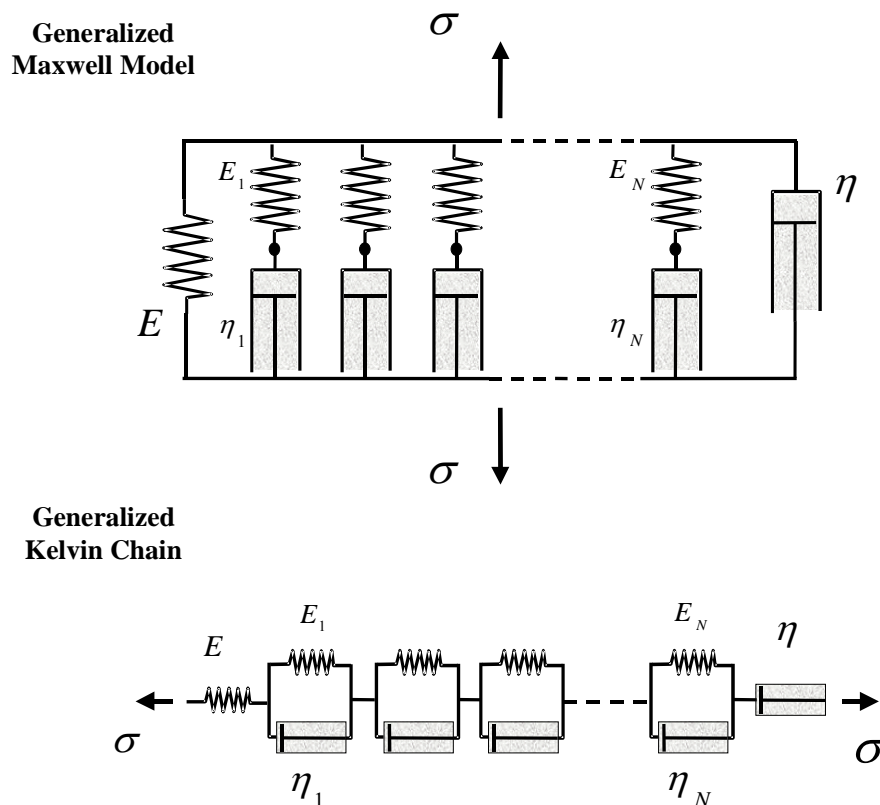 Generalized
Maxwell Model
σ
E₁
E_N
η
E
η₁
η_N
σ
Generalized
Kelvin Chain
E₁
E_N
η
E
σ
σ
η₁
η_N